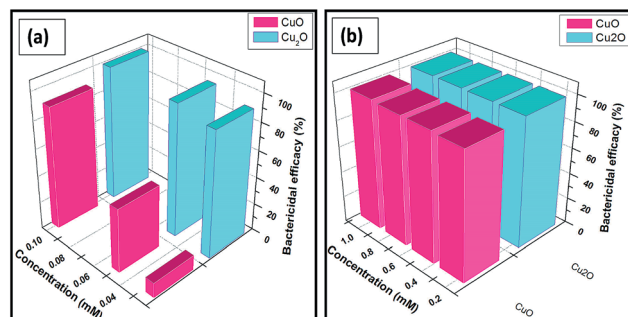 (a)
CuO
Cu₂O
100
80
60
40
20
0
Bactericidal efficacy (%)
0.10
0.08
0.06
0.04
Concentration (mM)
(b)
CuO
Cu2O
100
80
60
40
20
0
Bactericidal efficacy (%)
1.0
0.8
0.6
0.4
0.2
Concentration (mM)
Cu2O
CuO